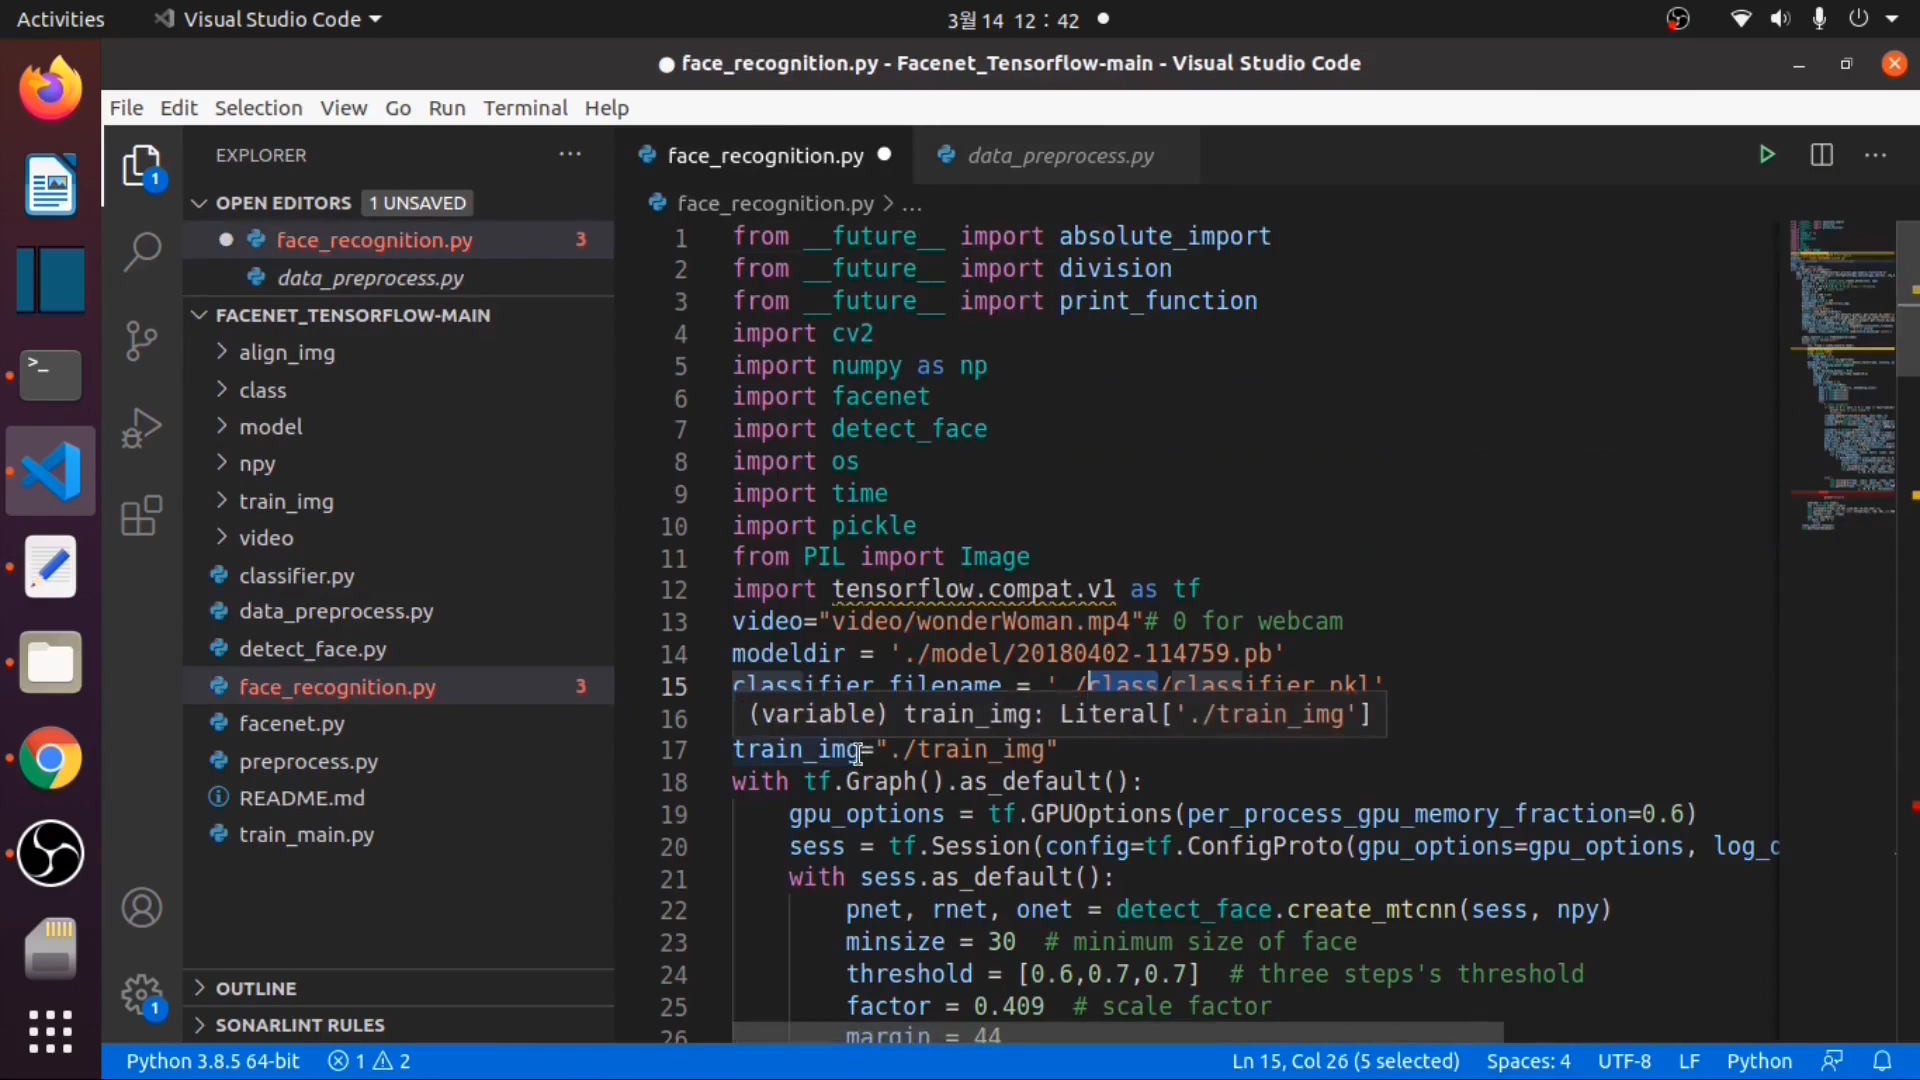 Activities
Visual Studio Code
3월 14 12 : 42
face_recognition.py - Facenet_Tensorflow-main - Visual Studio Code
File Edit Selection View Go Run Terminal Help
EXPLORER
1
OPEN EDITORS 1 UNSAVED
face_recognition.py 3
data_preprocess.py
FACENET_TENSORFLOW-MAIN
align_img
class
model
npy
train_img
video
classifier.py
data_preprocess.py
detect_face.py
face_recognition.py 3
facenet.py
preprocess.py
README.md
train_main.py
OUTLINE
SONARLINT RULES
1
face_recognition.py
data_preprocess.py
face_recognition.py > ...
1 from __future__ import absolute_import
2 from __future__ import division
3 from __future__ import print_function
4 import cv2
5 import numpy as np
6 import facenet
7 import detect_face
8 import os
9 import time
10 import pickle
11 from PIL import Image
12 import tensorflow.compat.v1 as tf
13 video="video/wonderWoman.mp4"# 0 for webcam
14 modeldir = './model/20180402-114759.pb'
15 classifier_filename = './class/classifier.pkl'
16
(variable) train_img: Literal['./train_img']
17 train_img="./train_img"
18 with tf.Graph().as_default():
19 gpu_options = tf.GPUOptions(per_process_gpu_memory_fraction=0.6)
20 sess = tf.Session(config=tf.ConfigProto(gpu_options=gpu_options, log_d
21 with sess.as_default():
22 pnet, rnet, onet = detect_face.create_mtcnn(sess, npy)
23 minsize = 30 # minimum size of face
24 threshold = [0.6,0.7,0.7] # three steps's threshold
25 factor = 0.409 # scale factor
26 margin = 44
Python 3.8.5 64-bit 1 2
Ln 15, Col 26 (5 selected) Spaces: 4 UTF-8 LF Python